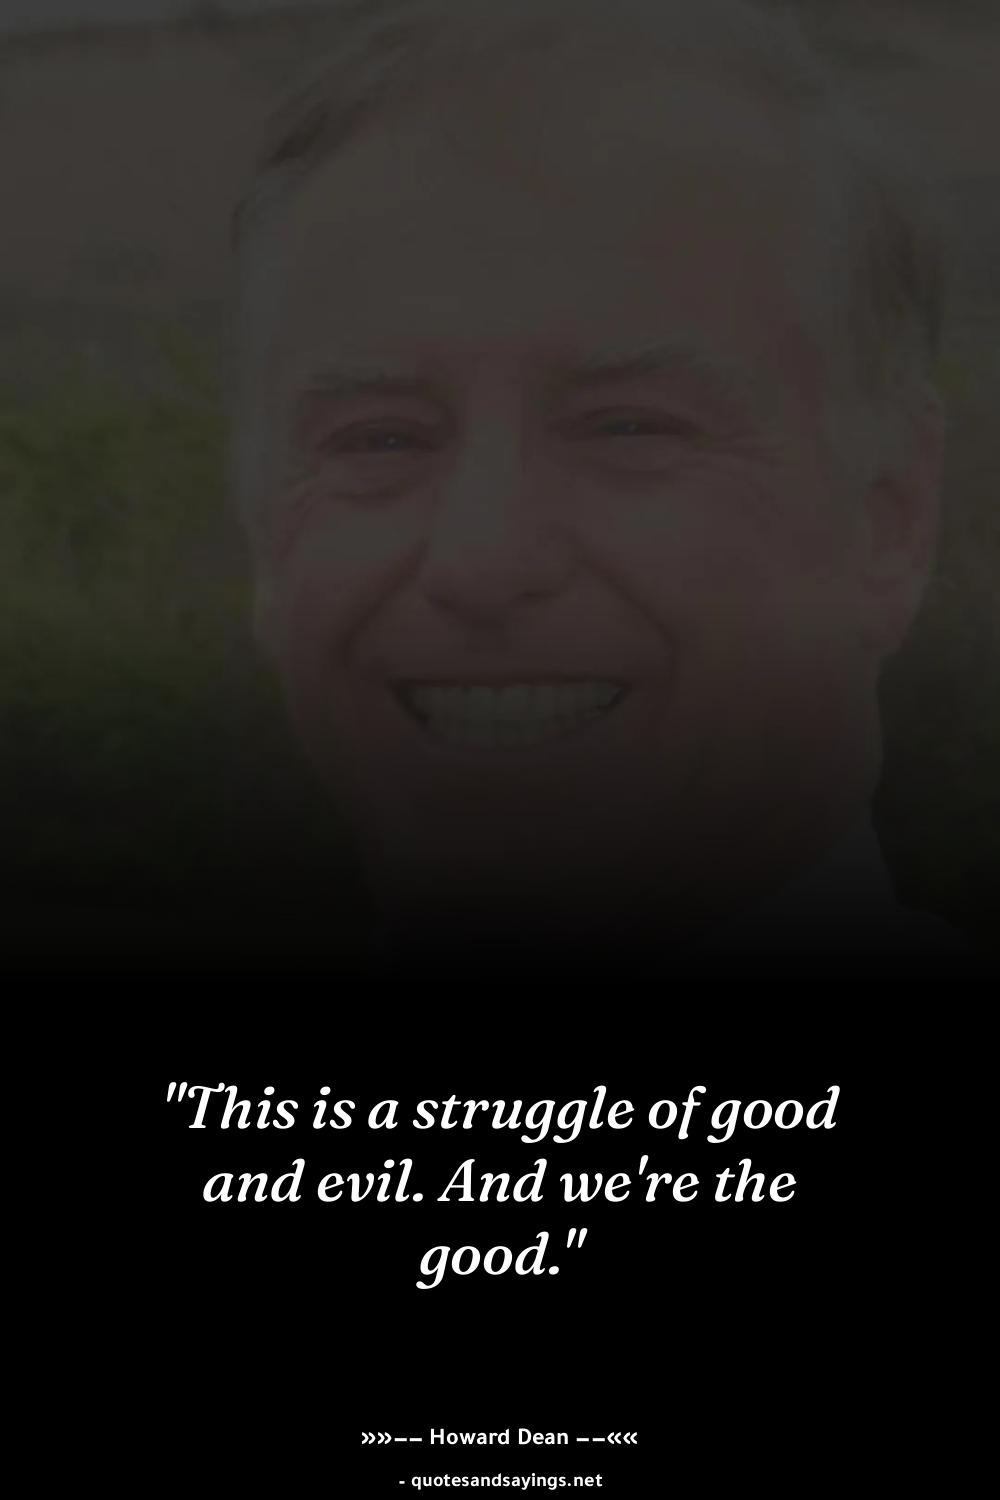 "This is a struggle of good
and evil. And we're the
good."
»»–– Howard Dean ––««
- quotesandsayings.net